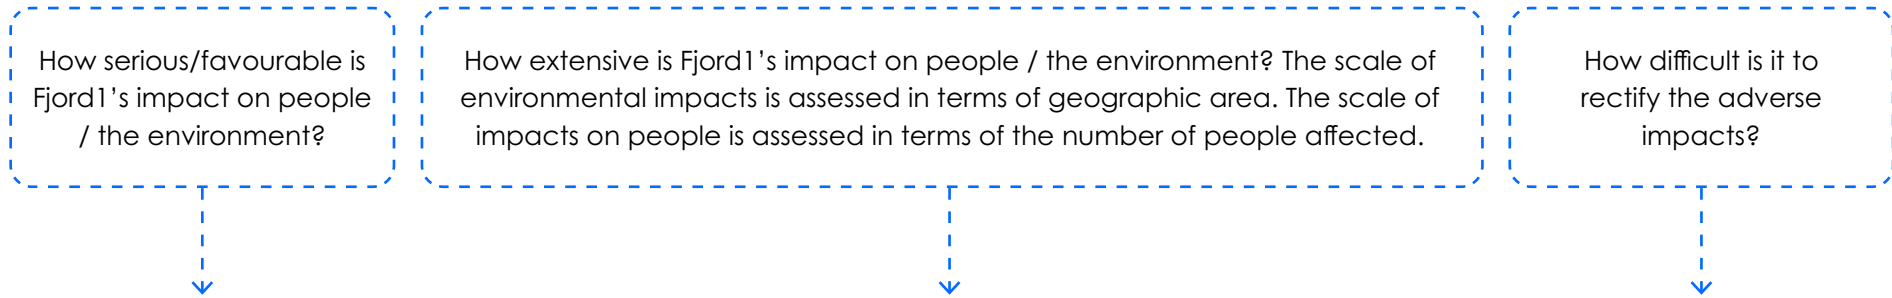 How serious/favourable is
Fjord1’s impact on people
/ the environment?
How extensive is Fjord1’s impact on people / the environment? The scale of
environmental impacts is assessed in terms of geographic area. The scale of
impacts on people is assessed in terms of the number of people affected.
How difficult is it to
rectify the adverse
impacts?